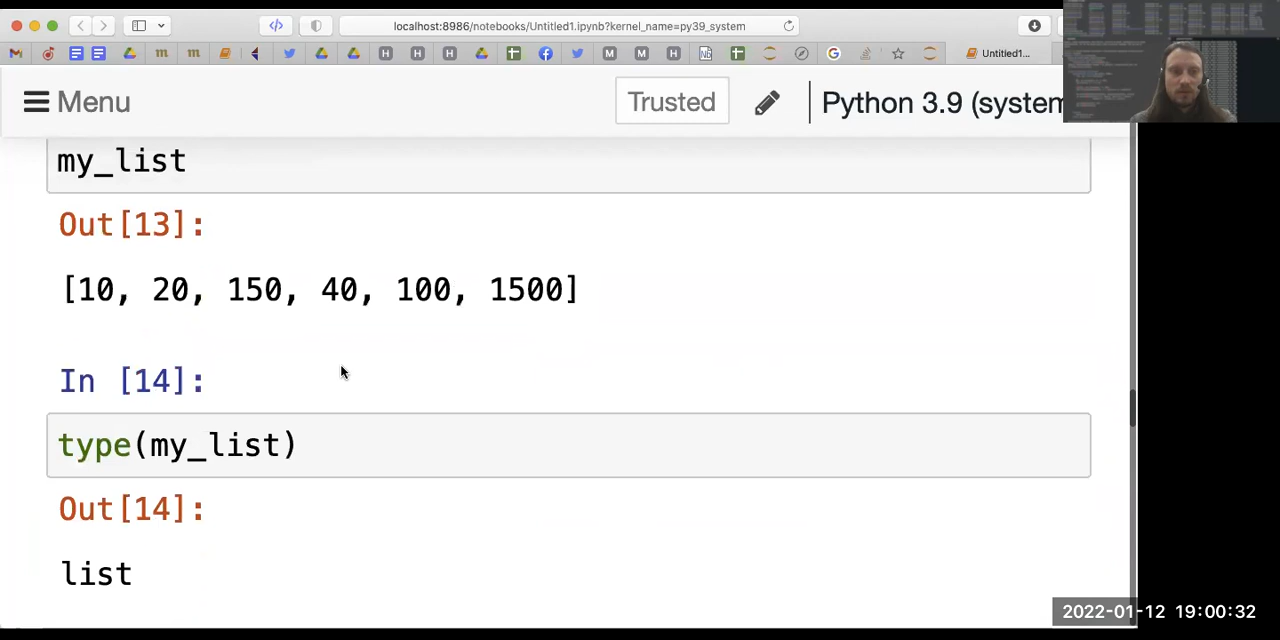 localhost:8986/notebooks/Untitled1.ipynb?kernel_name=py39_system
Untitled1...
Menu
Trusted
Python 3.9 (system
my_list
Out[13]:
[10, 20, 150, 40, 100, 1500]
In [14]:
type(my_list)
Out[14]:
list
2022-01-12 19:00:32